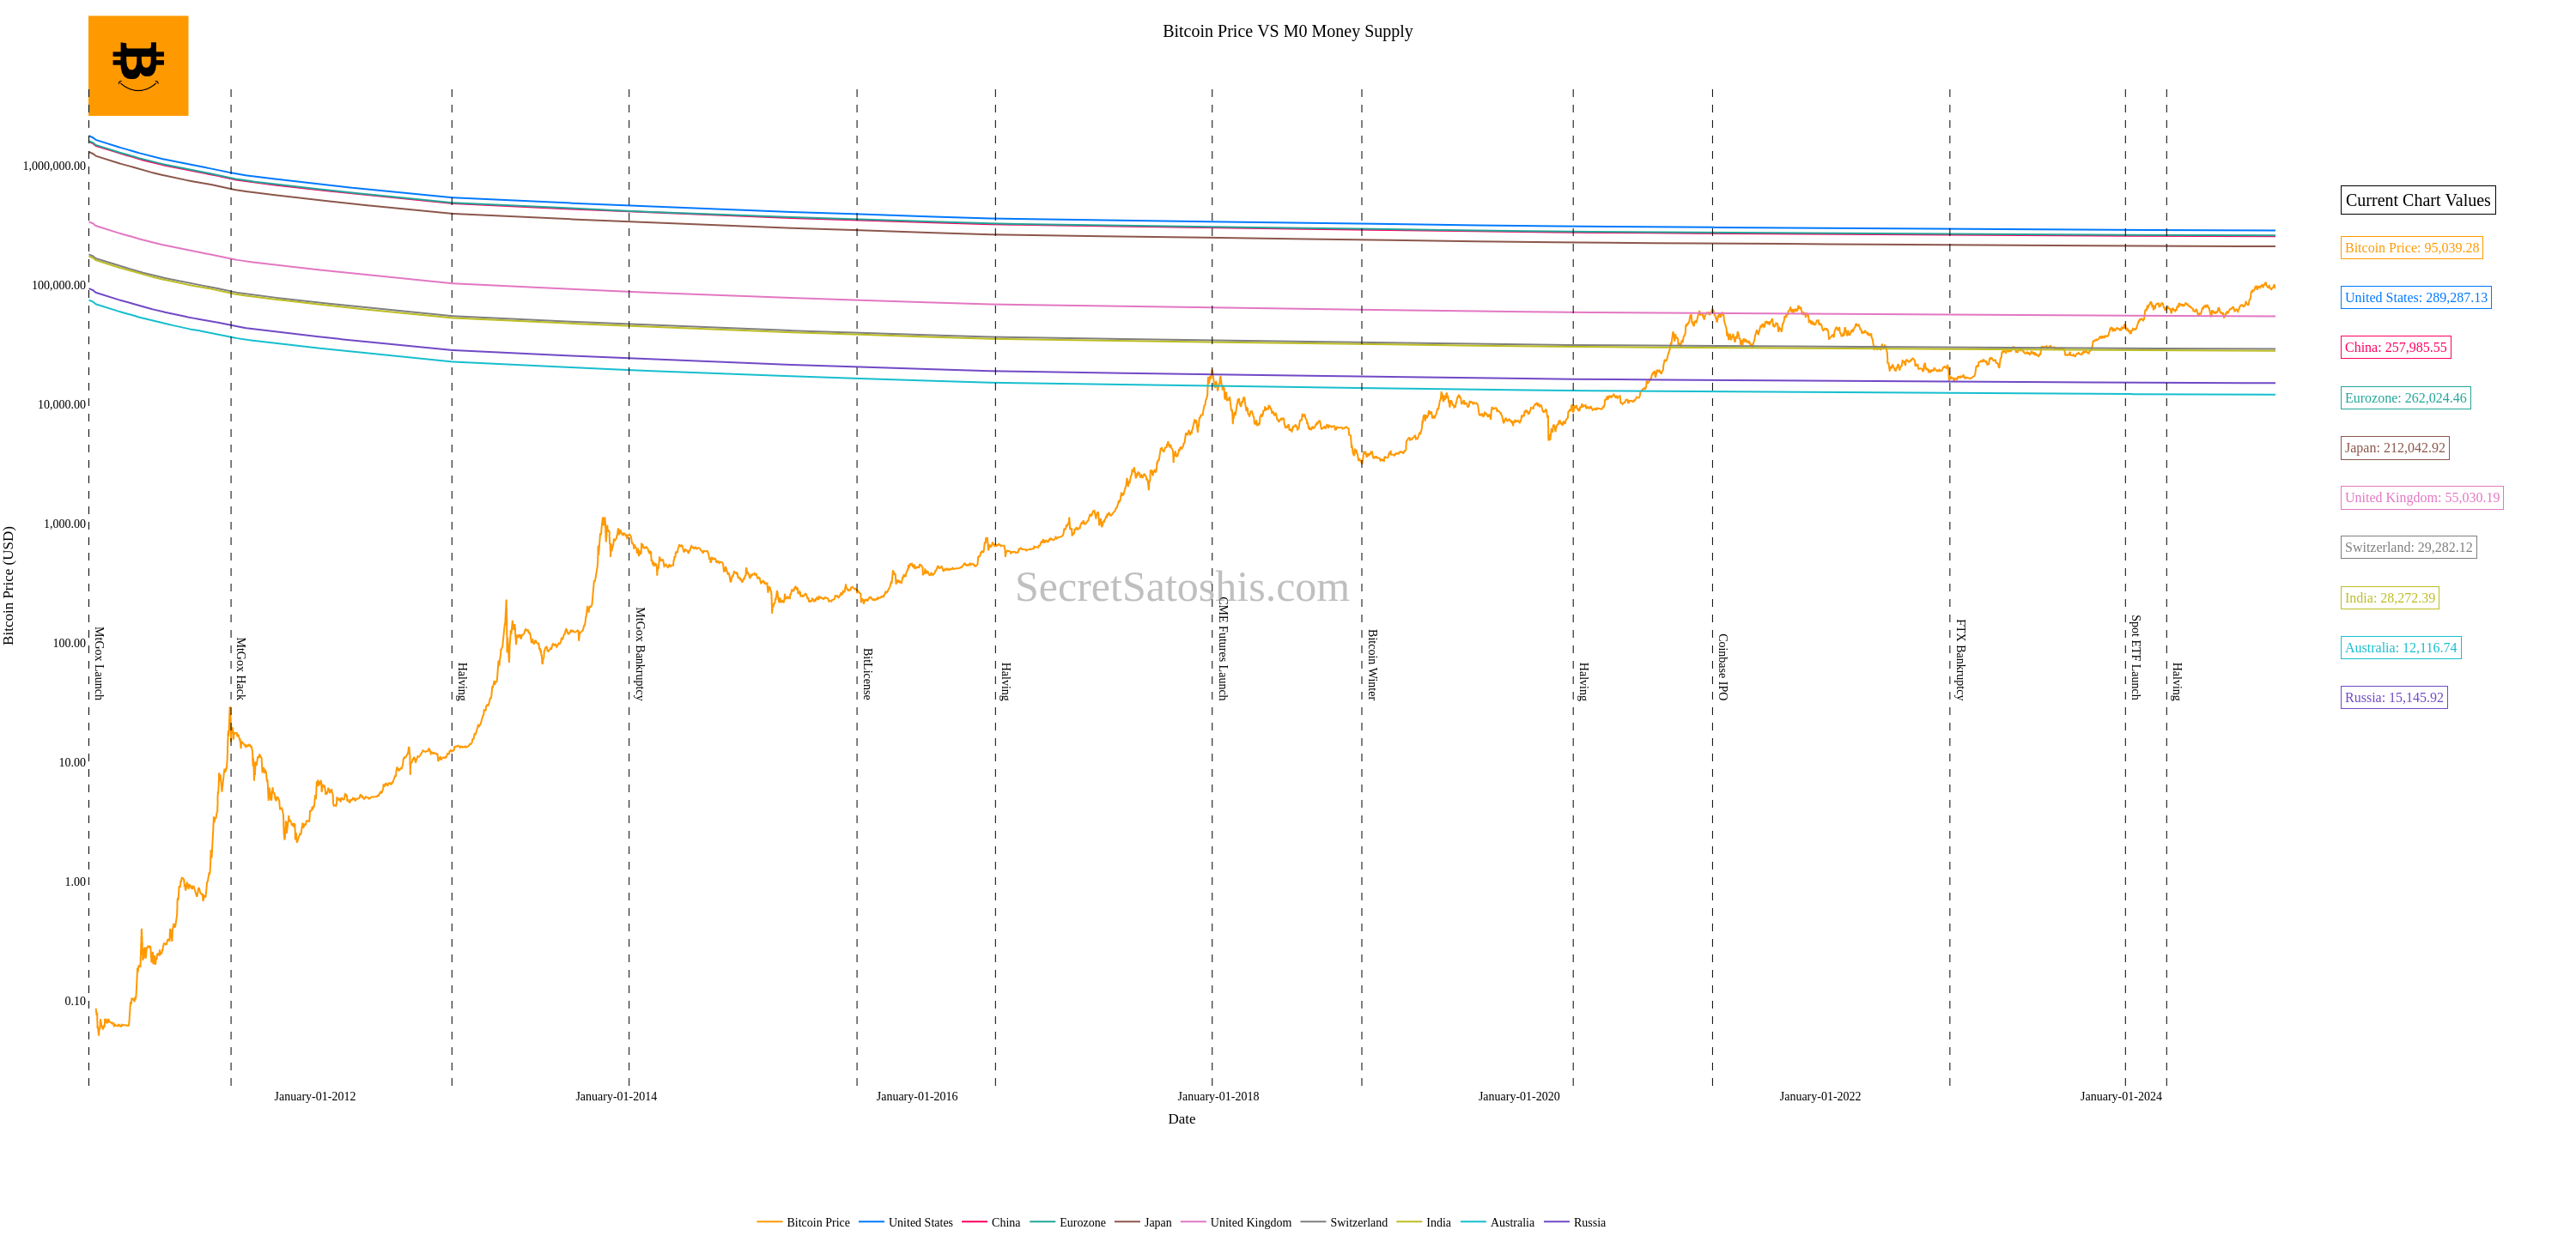 Bitcoin Price VS M0 Money Supply
1,000,000.00
100,000.00
10,000.00
1,000.00
100.00
10.00
1.00
0.10
Bitcoin Price (USD)
MtGox Launch
MtGox Hack
Halving
MtGox Bankruptcy
BitLicense
Halving
CME Futures Launch
Bitcoin Winter
Halving
Coinbase IPO
FTX Bankruptcy
Spot ETF Launch
Halving
SecretSatoshis.com
January-01-2012
January-01-2014
January-01-2016
January-01-2018
January-01-2020
January-01-2022
January-01-2024
Date
Current Chart Values
Bitcoin Price: 95,039.28
United States: 289,287.13
China: 257,985.55
Eurozone: 262,024.46
Japan: 212,042.92
United Kingdom: 55,030.19
Switzerland: 29,282.12
India: 28,272.39
Australia: 12,116.74
Russia: 15,145.92
Bitcoin Price
United States
China
Eurozone
Japan
United Kingdom
Switzerland
India
Australia
Russia